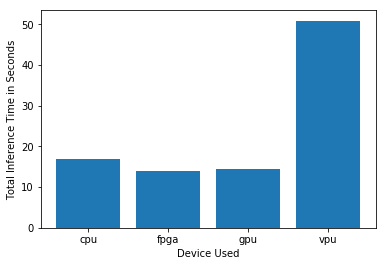 Total Inference Time in Seconds
50
40
30
20
10
0
cpu
fpga
gpu
vpu
Device Used